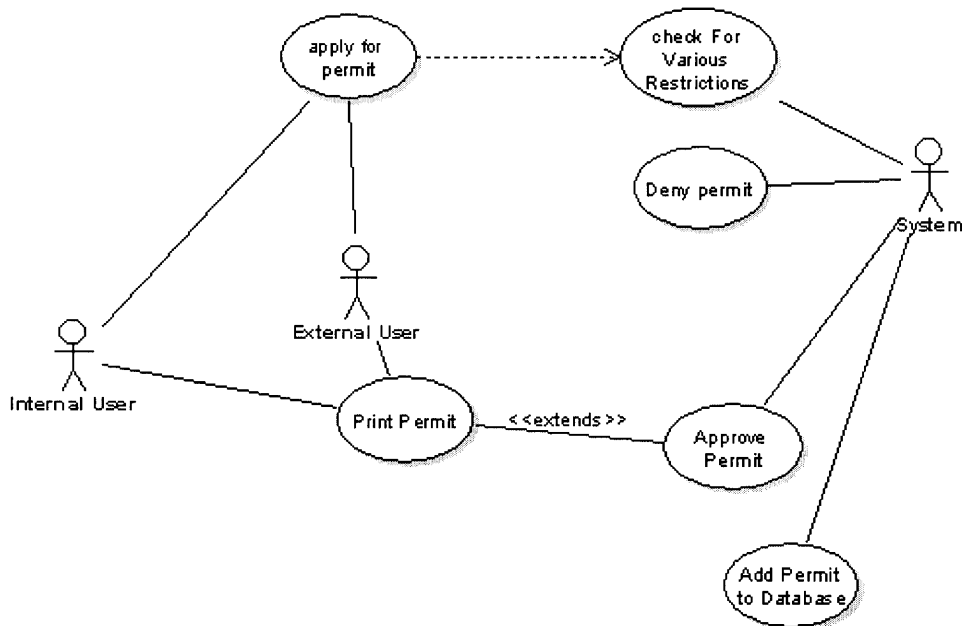 apply for
permit
check For
Various
Restrictions
Deny permit
System
External User
Internal User
Print Permit
<<extends>>
Approve
Permit
Add Permit
to Database